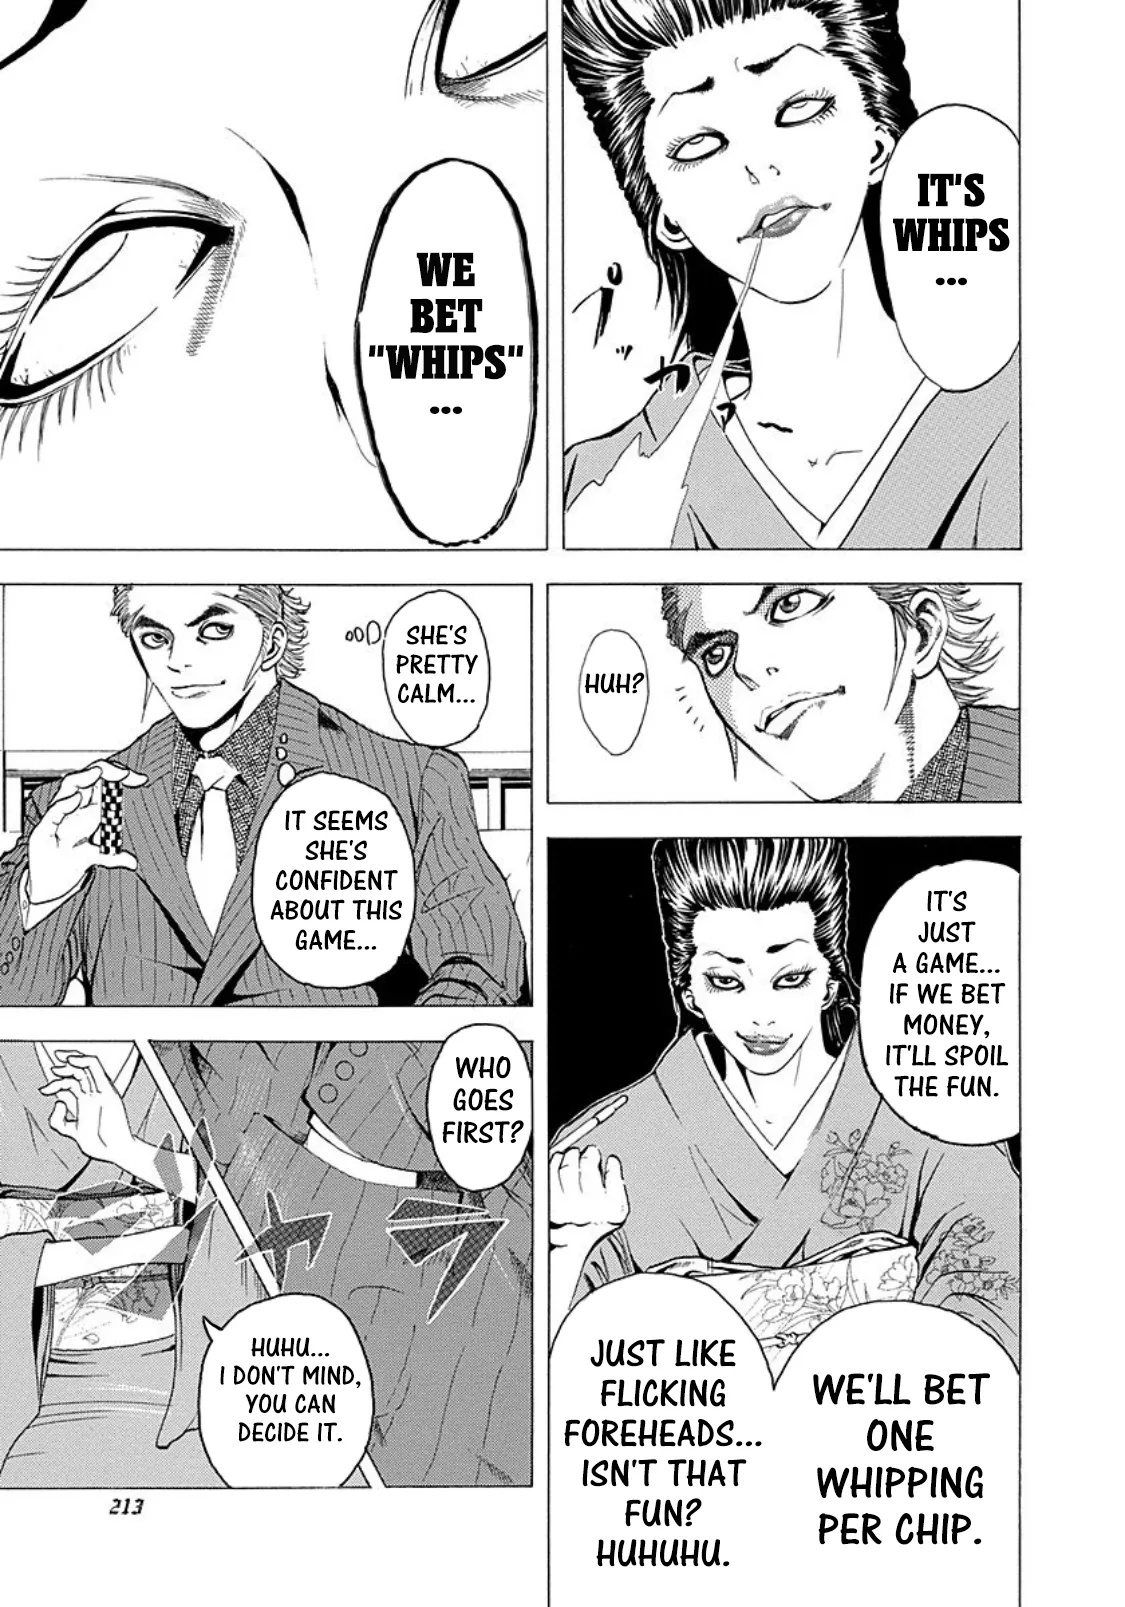 IT'S
WHIPS
...
WE
BET
"WHIPS"
...
HUH?
SHE'S
PRETTY
CALM...
IT SEEMS
SHE'S
CONFIDENT
ABOUT THIS
GAME...
IT'S
JUST
A GAME...
IF WE BET
MONEY,
IT'LL SPOIL
THE FUN.
WE'LL BET
ONE
WHIPPING
PER CHIP.
JUST LIKE
FLICKING
FOREHEADS...
ISN'T THAT
FUN?
HUHUHU.
WHO
GOES
FIRST?
HUHU...
I DON'T MIND,
YOU CAN
DECIDE IT.
213